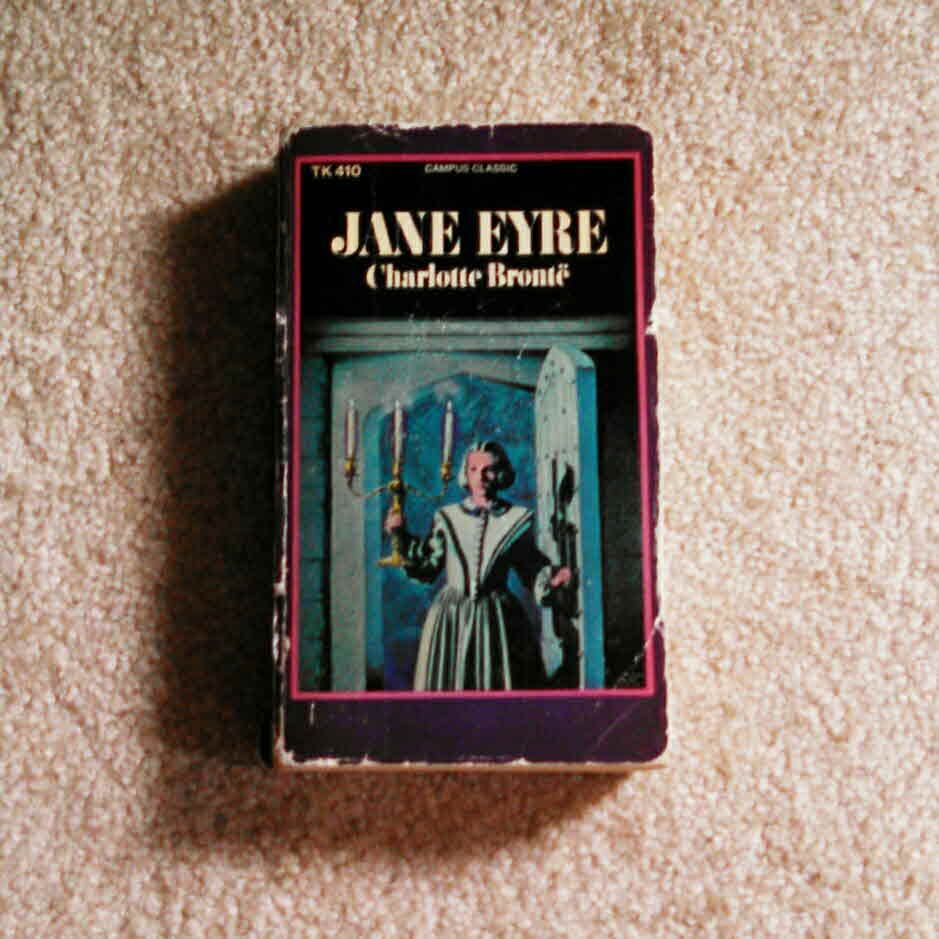 TK 410
CAMPUS CLASSIC
JANE EYRE
Charlotte Brontë